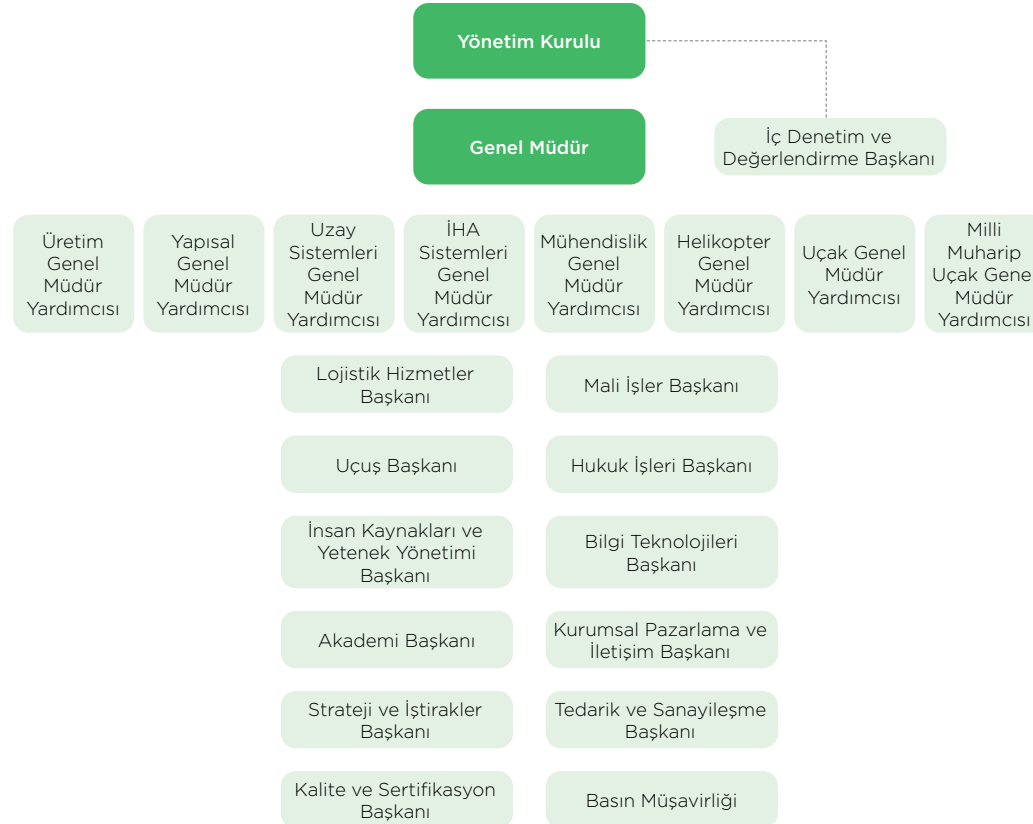 Yönetim Kurulu
Genel Müdür
İç Denetim ve
Değerlendirme Başkanı
Üretim
Genel
Müdür
Yardımcısı
Yapısal
Genel
Müdür
Yardımcısı
Uzay
Sistemleri
Genel
Müdür
Yardımcısı
İHA
Sistemleri
Genel
Müdür
Yardımcısı
Mühendislik
Genel
Müdür
Yardımcısı
Helikopter
Genel
Müdür
Yardımcısı
Uçak Genel
Müdür
Yardımcısı
Milli
Muharip
Uçak Gene
Müdür
Yardımcısı
Lojistik Hizmetler
Başkanı
Mali İşler Başkanı
Uçuş Başkanı
Hukuk İşleri Başkanı
İnsan Kaynakları ve
Yetenek Yönetimi
Başkanı
Bilgi Teknolojileri
Başkanı
Akademi Başkanı
Kurumsal Pazarlama ve
İletişim Başkanı
Strateji ve İştirakler
Başkanı
Tedarik ve Sanayileşme
Başkanı
Kalite ve Sertifikasyon
Başkanı
Basın Müşavirliği